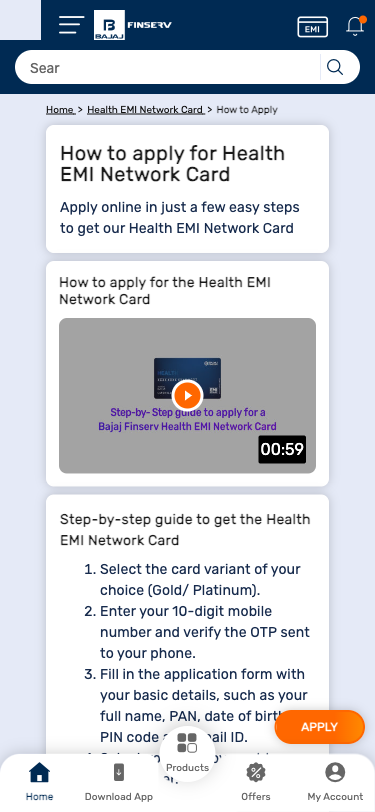 BAJAJ FINSERV
EMI
Sear
Home > Health EMI Network Card > How to Apply
How to apply for Health
EMI Network Card
Apply online in just a few easy steps
to get our Health EMI Network Card
How to apply for the Health EMI
Network Card
Step-by-Step guide to apply for a
Bajaj Finserv Health EMI Network Card
00:59
Step-by-step guide to get the Health
EMI Network Card
1. Select the card variant of your
choice (Gold/ Platinum).
2. Enter your 10-digit mobile
number and verify the OTP sent
to your phone.
3. Fill in the application form with
your basic details, such as your
full name, PAN, date of
PIN code ID.
APPLY
Home
Download App
Products
Offers
My Account